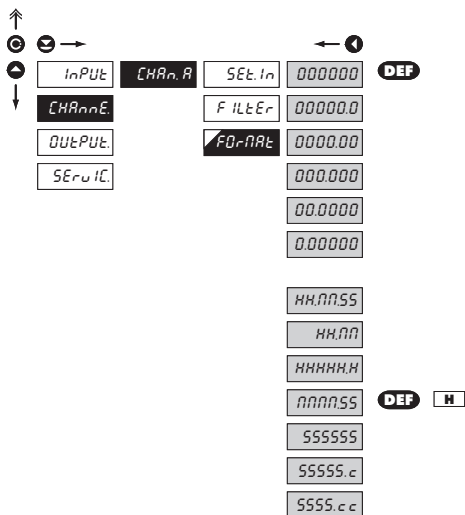 InPUt CHAn. A SEt. In 000000 DEF
CHAnnE. FILtEr 00000.0
OUtPUt. FOrMAt 0000.00
SErvIC. 000.000
00.0000
0.00000
HH.MM.SS
HH.MM
HHHHH.H
MMMM.SS DEF H
SSSSSS
SSSSS.c
SSSS.cc